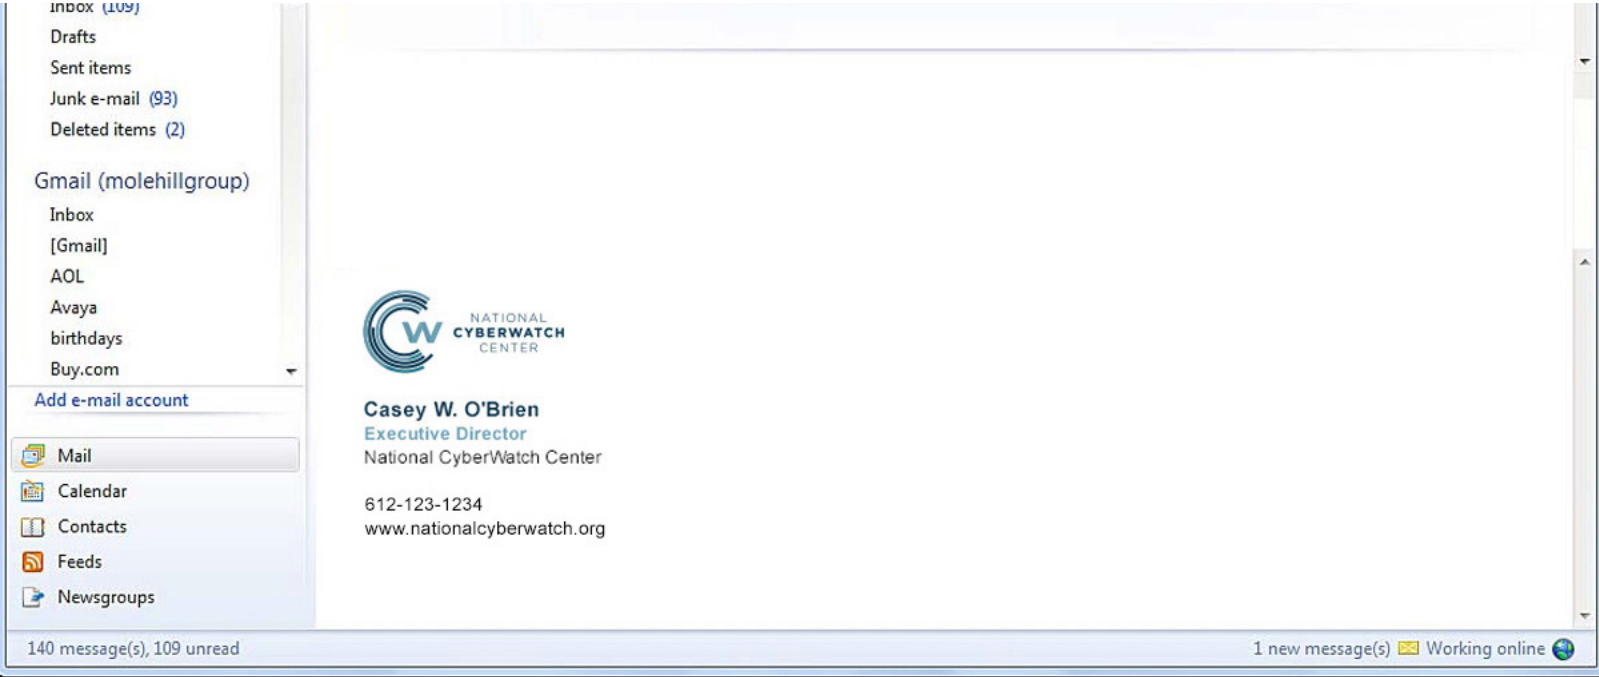 Inbox (109)
Drafts
Sent items
Junk e-mail (93)
Deleted items (2)
Gmail (molehillgroup)
Inbox
[Gmail]
AOL
Avaya
birthdays
Buy.com
Add e-mail account
Mail
Calendar
Contacts
Feeds
Newsgroups
CW
NATIONAL
CYBERWATCH
CENTER
Casey W. O'Brien
Executive Director
National CyberWatch Center
612-123-1234
www.nationalcyberwatch.org
140 message(s), 109 unread
1 new message(s) Working online